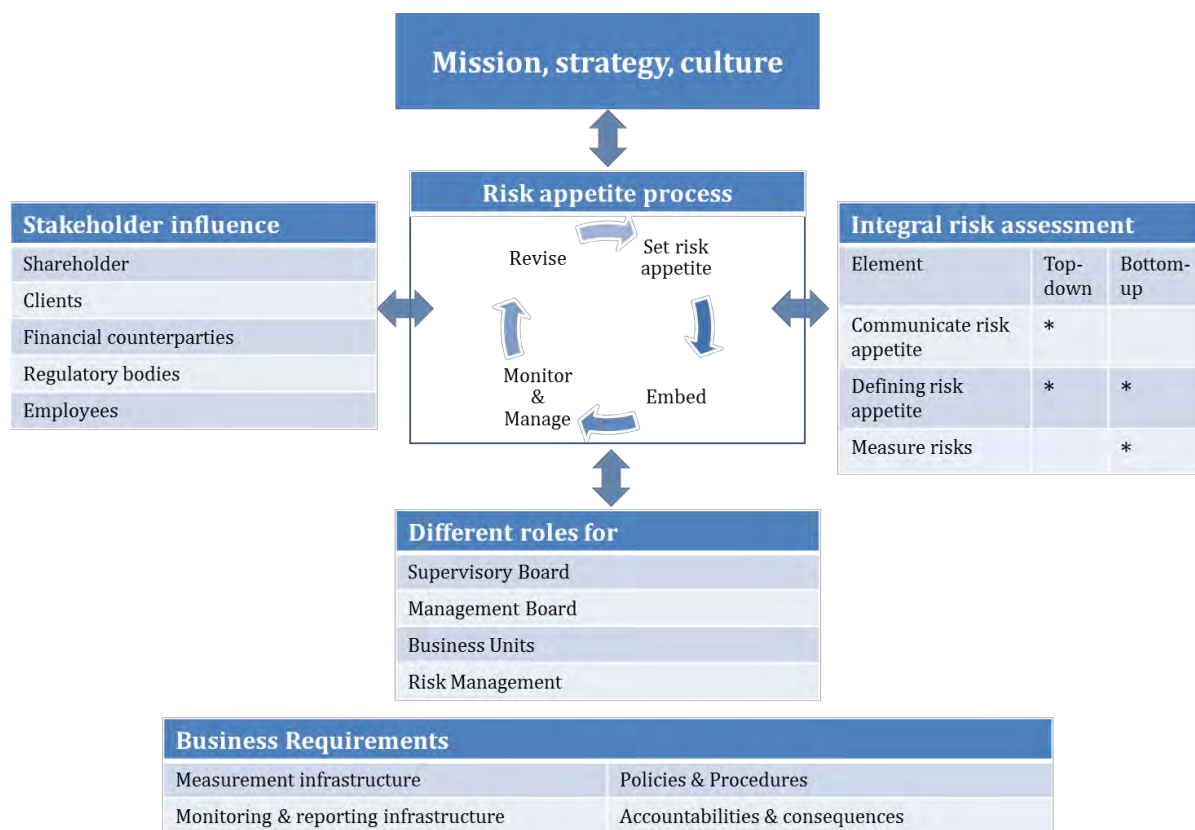 Mission, strategy, culture
Risk appetite process
Revise
Set risk
appetite
Monitor
&
Manage
Embed
Stakeholder influence
Shareholder
Clients
Financial counterparties
Regulatory bodies
Employees
Integral risk assessment
Element
Top-
down
Bottom-
up
Communicate risk
appetite
*
Defining risk
appetite
*
*
Measure risks
*
Different roles for
Supervisory Board
Management Board
Business Units
Risk Management
Business Requirements
Measurement infrastructure
Policies & Procedures
Monitoring & reporting infrastructure
Accountabilities & consequences